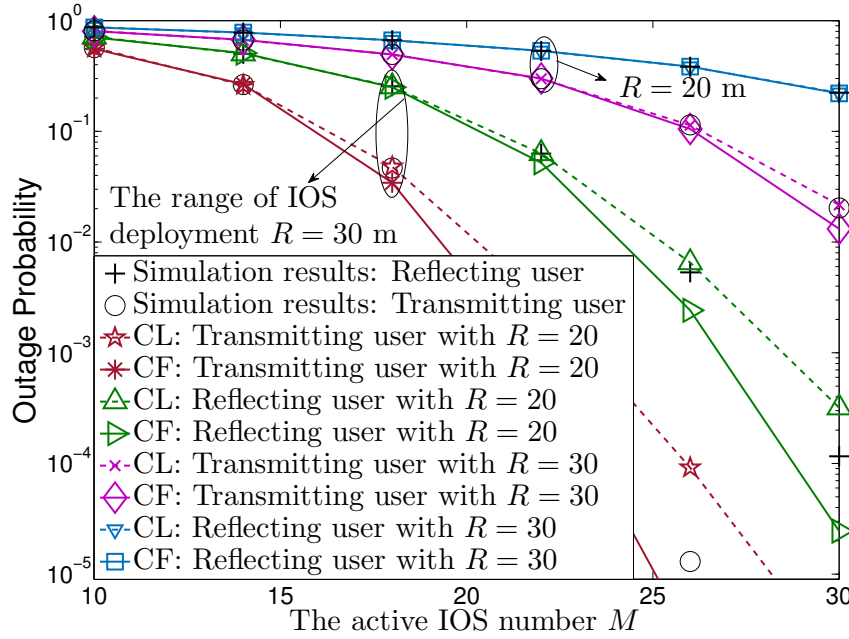 10^0
10^-1
10^-2
10^-3
10^-4
10^-5
Outage Probability
R = 20 m
The range of IOS
deployment R = 30 m
Simulation results: Reflecting user
Simulation results: Transmitting user
CL: Transmitting user with R = 20
CF: Transmitting user with R = 20
CL: Reflecting user with R = 20
CF: Reflecting user with R = 20
CL: Transmitting user with R = 30
CF: Transmitting user with R = 30
CL: Reflecting user with R = 30
CF: Reflecting user with R = 30
10 15 20 25 30
The active IOS number M